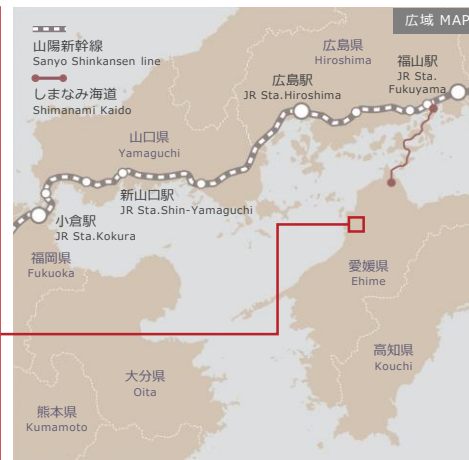 広域 MAP
山陽新幹線
Sanyo Shinkansen line
しまなみ海道
Shimanami Kaido
広島県
Hiroshima
福山駅
JR Sta.
Fukuyama
広島駅
JR Sta.Hiroshima
山口県
Yamaguchi
新山口駅
JR Sta.Shin-Yamaguchi
小倉駅
JR Sta.Kokura
福岡県
Fukuoka
愛媛県
Ehime
高知県
Kouchi
大分県
Oita
熊本県
Kumamoto